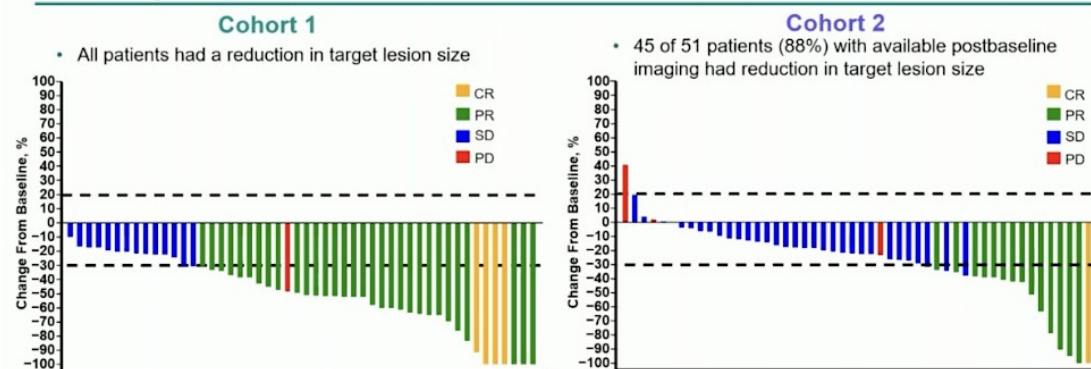 Cohort 1
• All patients had a reduction in target lesion size
100
90
80
70
60
50
40
30
20
10
0
−10
−20
−30
−40
−50
−60
−70
−80
−90
−100
Change From Baseline, %
CR
PR
SD
PD
Cohort 2
• 45 of 51 patients (88%) with available postbaseline
imaging had reduction in target lesion size
100
90
80
70
60
50
40
30
20
10
0
−10
−20
−30
−40
−50
−60
−70
−80
−90
−100
Change From Baseline, %
CR
PR
SD
PD